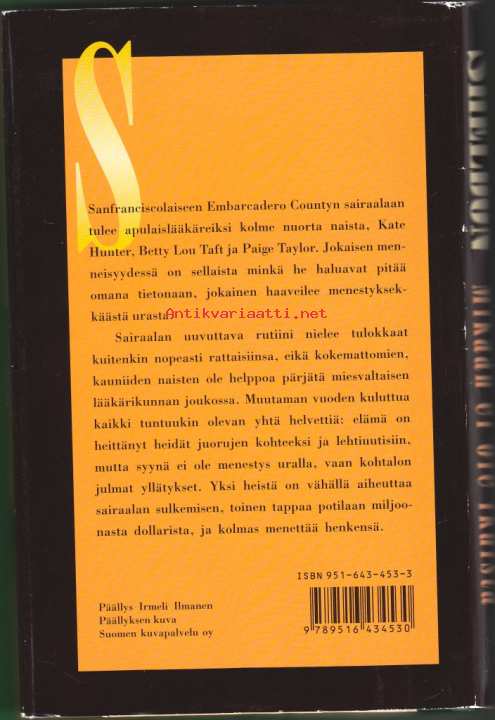 S
Sanfranciscolaiseen Embarcadero Countyn sairaalaan
tulee apulaislääkäreiksi kolme nuorta naista, Kate
Hunter, Betty Lou Taft ja Paige Taylor. Jokaisen men-
neisyydessä on sellaista minkä he haluavat pitää
omana tietonaan, jokainen haaveilee menestyksek-
käästä urasta.
Antikvariaatti.net
Sairaalan uuvuttava rutiini nielee tulokkaat
kuitenkin nopeasti rattaisiinsa, eikä kokemattomien,
kauniiden naisten ole helppoa pärjätä miesvaltaisen
lääkärikunnan joukossa. Muutaman vuoden kuluttua
kaikki tuntuukin olevan yhtä helvettiä: elämä on
heittänyt heidät juorujen kohteeksi ja lehtiuutisiin,
mutta syynä ei ole menestys uralla, vaan kohtalon
julmat yllätykset. Yksi heistä on vähällä aiheuttaa
sairaalan sulkemisen, toinen tappaa potilaan miljoo-
nasta dollarista, ja kolmas menettää henkensä.
ISBN 951-643-453-3
9 789516 434530
Päällys Irmeli Ilmanen
Päällyksen kuva
Suomen kuvapalvelu oy
SHELDON
MIKÄÄN EI OLE IKUISTA